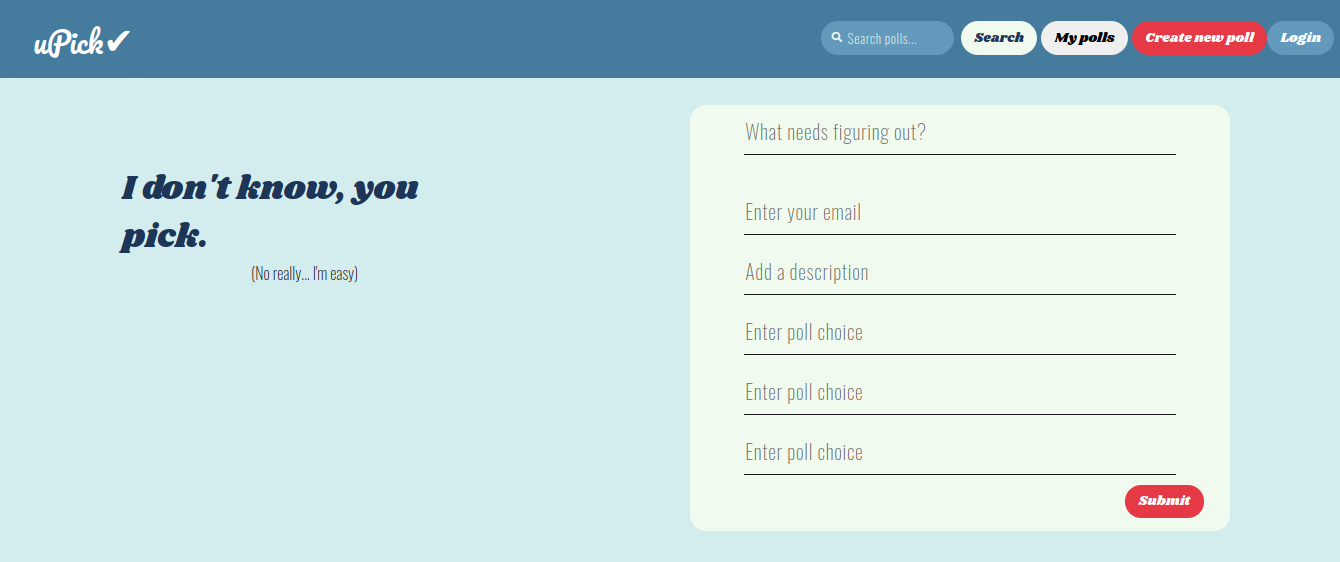 uPick✔
Search polls...
Search
My polls
Create new poll
Login
I don't know, you
pick.
(No really... I'm easy)
What needs figuring out?
Enter your email
Add a description
Enter poll choice
Enter poll choice
Enter poll choice
Submit